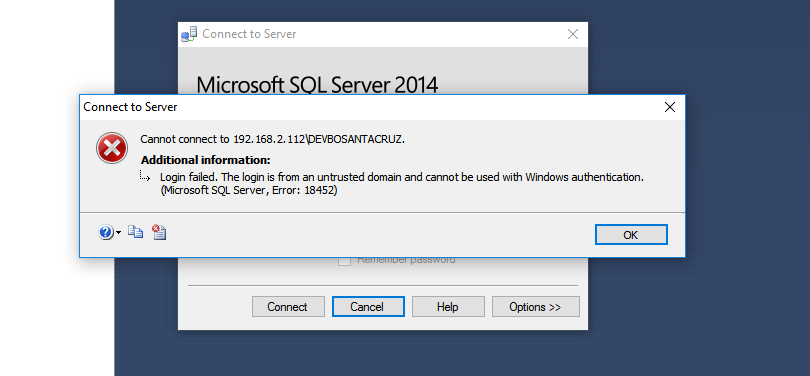 Connect to Server
Microsoft SQL Server 2014
Connect to Server
Cannot connect to 192.168.2.112\DEVBOSANTACRUZ.
Additional information:
Login failed. The login is from an untrusted domain and cannot be used with Windows authentication.
(Microsoft SQL Server, Error: 18452)
OK
Remember password
Connect
Cancel
Help
Options >>